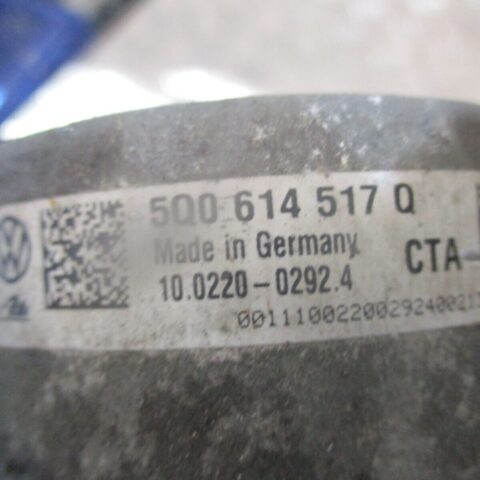 5Q0 614 517 Q
Made in Germany
10.0220-0292.4 CTA-